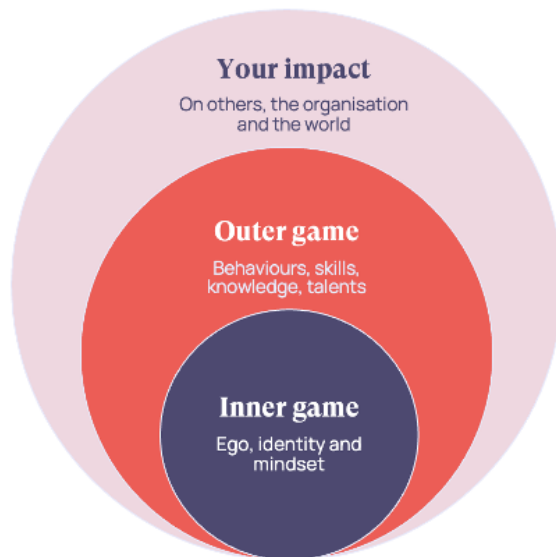 Your impact
On others, the organisation
and the world
Outer game
Behaviours, skills,
knowledge, talents
Inner game
Ego, identity and
mindset